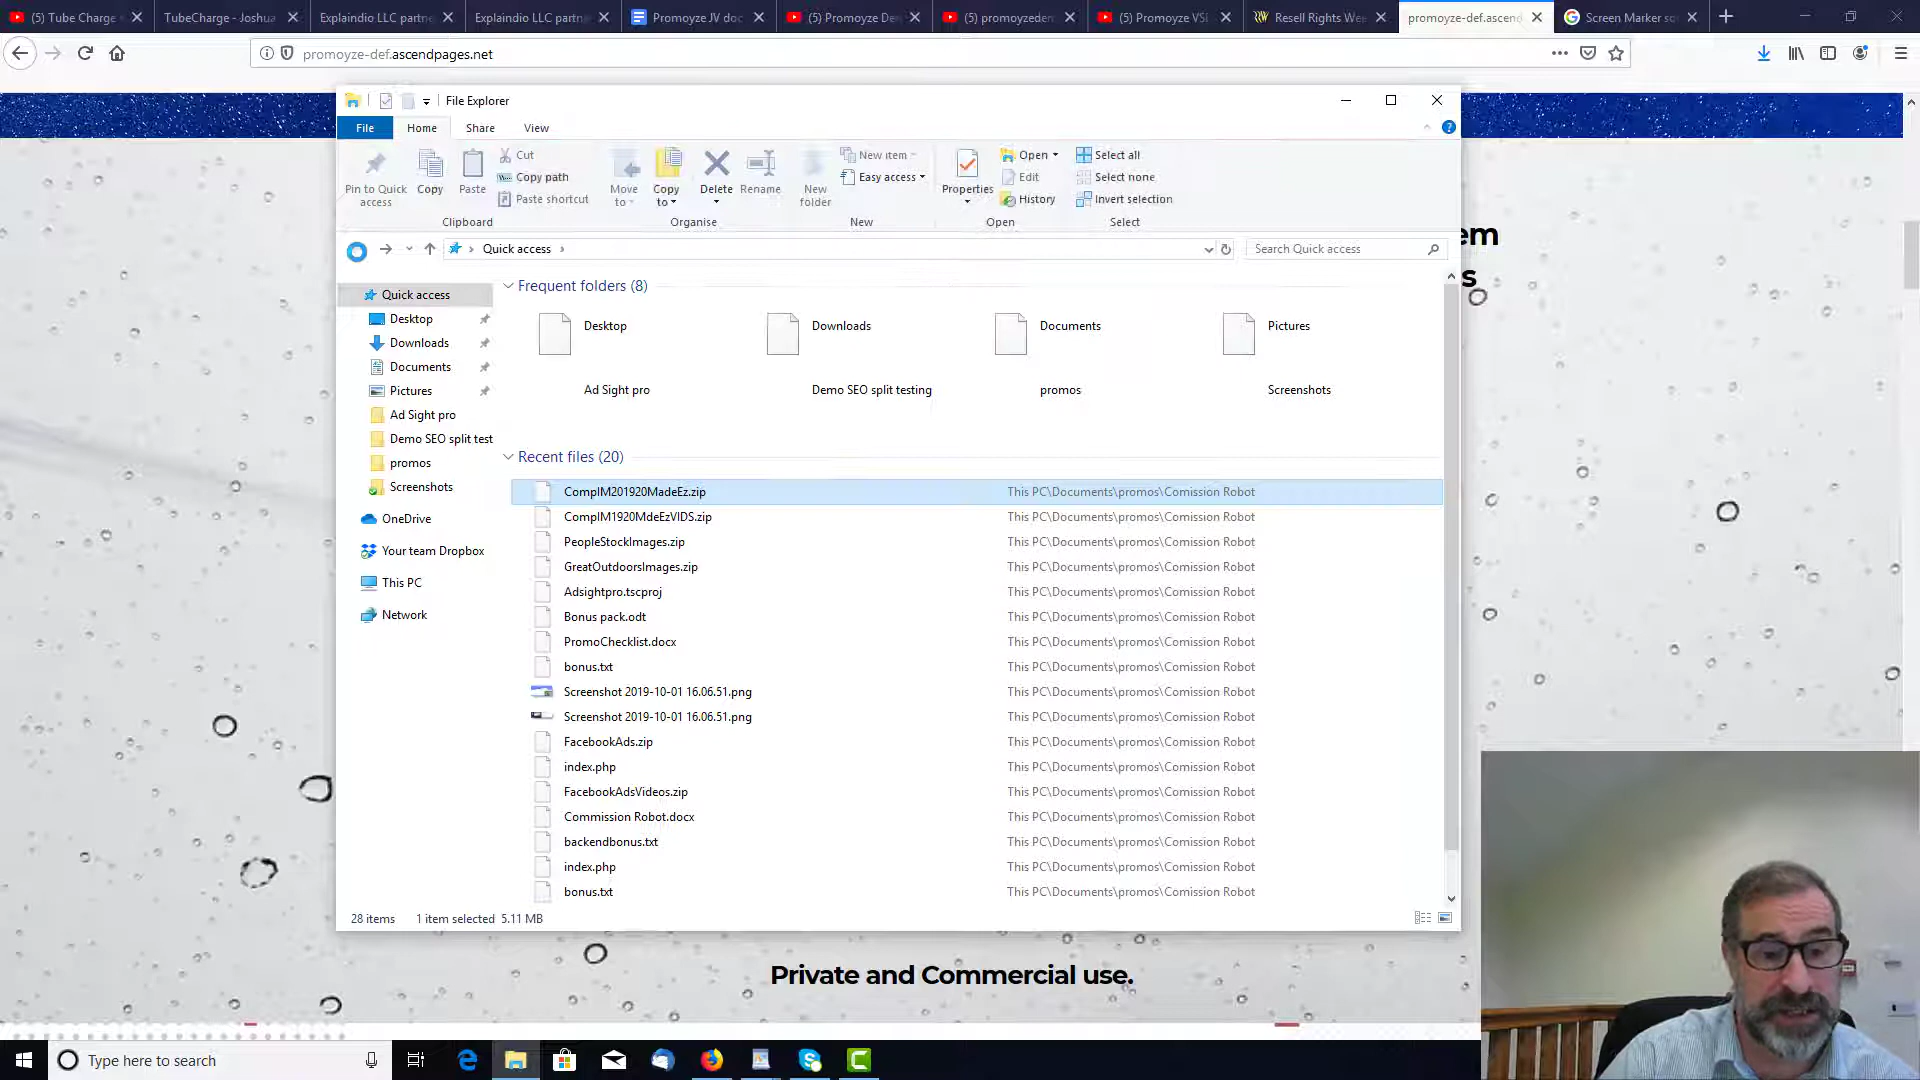 (5) Tube Charge
TubeCharge - Joshua
Explaindio LLC partn
Explaindio LLC partn
Promoyze JV doc
(5) Promoyze De
(5) promoyzedem
(5) Promoyze VS
Resell Rights Wee
promoyze-def.ascend
Screen Marker so
promoyze-def.ascendpages.net
File Explorer
File
Home
Share
View
Pin to Quick access
Copy
Paste
Cut
Copy path
Paste shortcut
Move to
Copy to
Delete
Rename
New folder
New item
Easy access
Properties
Open
Edit
History
Select all
Select none
Invert selection
Clipboard
Organise
New
Open
Select
Quick access
Search Quick access
em
s
Quick access
Desktop
Downloads
Documents
Pictures
Ad Sight pro
Demo SEO split test
promos
Screenshots
OneDrive
Your team Dropbox
This PC
Network
Frequent folders (8)
Desktop
Downloads
Documents
Pictures
Ad Sight pro
Demo SEO split testing
promos
Screenshots
Recent files (20)
CompIM201920MadeEz.zip This PC\Documents\promos\Comission Robot
CompIM1920MdeEzVIDS.zip This PC\Documents\promos\Comission Robot
PeopleStockImages.zip This PC\Documents\promos\Comission Robot
GreatOutdoorsImages.zip This PC\Documents\promos\Comission Robot
Adsightpro.tscproj This PC\Documents\promos\Comission Robot
Bonus pack.odt This PC\Documents\promos\Comission Robot
PromoChecklist.docx This PC\Documents\promos\Comission Robot
bonus.txt This PC\Documents\promos\Comission Robot
Screenshot 2019-10-01 16.06.51.png This PC\Documents\promos\Comission Robot
Screenshot 2019-10-01 16.06.51.png This PC\Documents\promos\Comission Robot
FacebookAds.zip This PC\Documents\promos\Comission Robot
index.php This PC\Documents\promos\Comission Robot
FacebookAdsVideos.zip This PC\Documents\promos\Comission Robot
Commission Robot.docx This PC\Documents\promos\Comission Robot
backendbonus.txt This PC\Documents\promos\Comission Robot
index.php This PC\Documents\promos\Comission Robot
bonus.txt This PC\Documents\promos\Comission Robot
28 items 1 item selected 5.11 MB
Private and Commercial use.
Type here to search